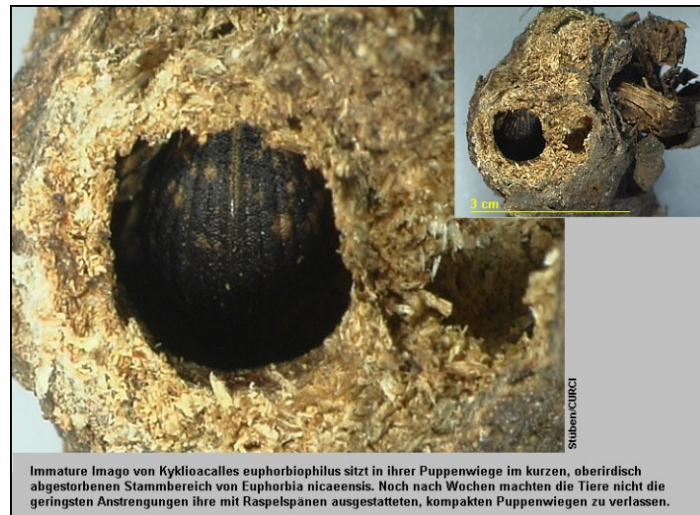 3 cm
Stüben/CURCI
Immature Imago von Kyklioacalles euphorbiophilus sitzt in ihrer Puppenwiege im kurzen, oberirdisch
abgestorbenen Stammbereich von Euphorbia nicaeensis. Noch nach Wochen machten die Tiere nicht die
geringsten Anstrengungen ihre mit Raspelspänen ausgestatteten, kompakten Puppenwiegen zu verlassen.